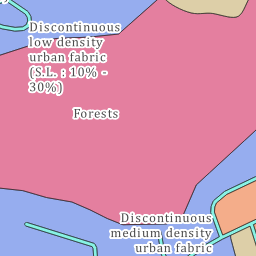 Discontinuous
low density
urban fabric
(S.L. : 10% -
30%)
Forests
Discontinuous
medium density
urban fabric